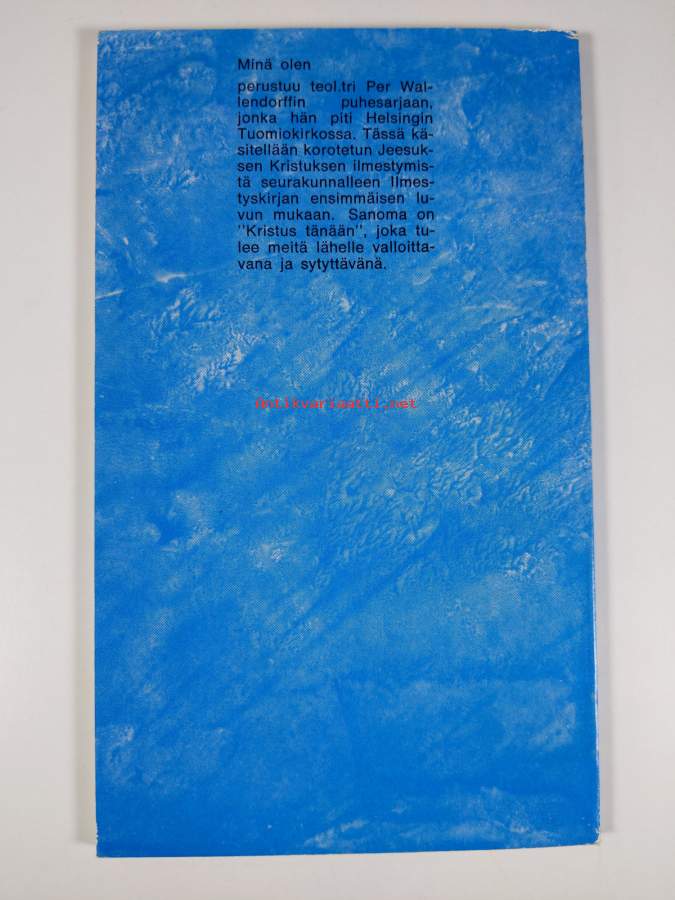 Minä olen
perustuu teol.tri Per Wal-
lendorffin puhesarjaan,
jonka hän piti Helsingin
Tuomiokirkossa. Tässä kä-
sitellään korotetun Jeesuk-
sen Kristuksen ilmestymis-
tä seurakunnalleen Ilmes-
tyskirjan ensimmäisen lu-
vun mukaan. Sanoma on
"Kristus tänään", joka tu-
lee meitä lähelle valloitta-
vana ja sytyttävänä.
antikvariaatti.net